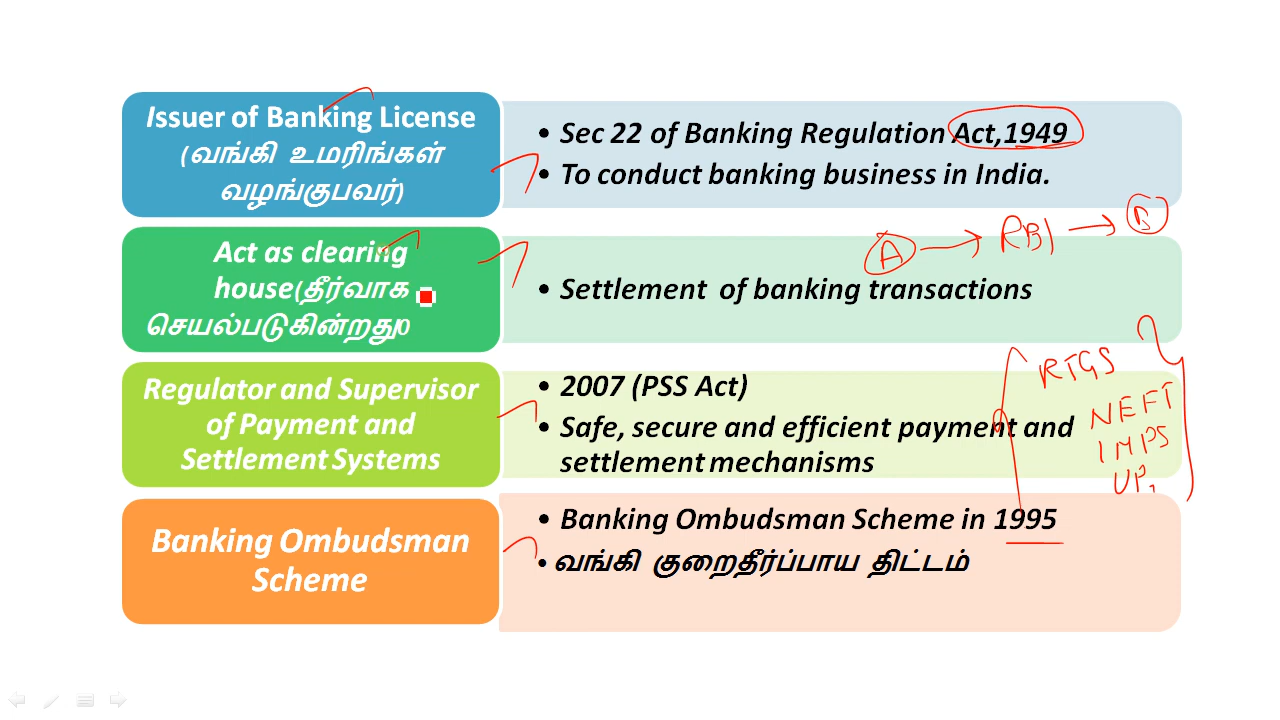 Issuer of Banking License
(வங்கி உமரிங்கள்
வழங்குபவர்)
• Sec 22 of Banking Regulation Act,1949
• To conduct banking business in India.
A → RBI → B
Act as clearing
house(தீர்வாக
செயல்படுகின்றது0
• Settlement of banking transactions
Regulator and Supervisor
of Payment and
Settlement Systems
• 2007 (PSS Act)
• Safe, secure and efficient payment and
settlement mechanisms
RTGS
NEFT
IMPS
UPI
Banking Ombudsman
Scheme
• Banking Ombudsman Scheme in 1995
• வங்கி குறைதீர்ப்பாய திட்டம்